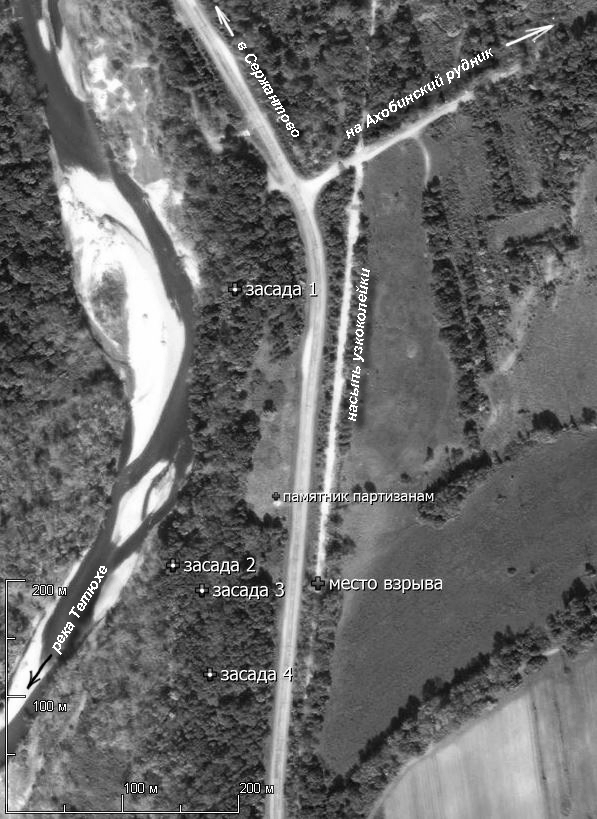 в Сержантово
на Ахобинский рудник
засада 1
насыпь узкоколейки
памятник партизанам
засада 2
место взрыва
засада 3
река Тетюхе
200 м
засада 4
100 м
100 м
200 м